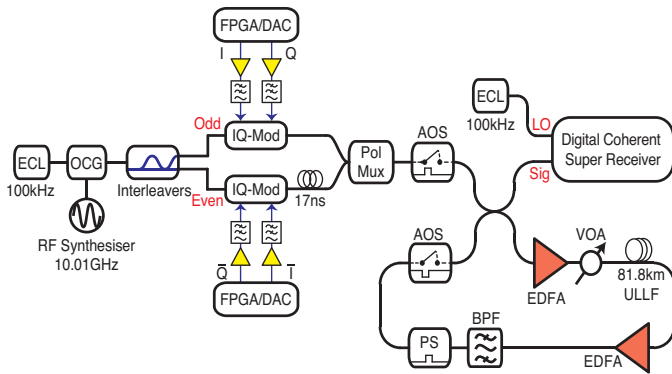 FPGA/DAC
I
Q
Odd
IQ-Mod
ECL
100kHz
OCG
Interleavers
RF Synthesiser
10.01GHz
Even
IQ-Mod
17ns
Q̅
I̅
FPGA/DAC
Pol
Mux
AOS
ECL
100kHz
LO
Sig
Digital Coherent
Super Receiver
AOS
EDFA
VOA
81.8km
ULLF
PS
BPF
EDFA